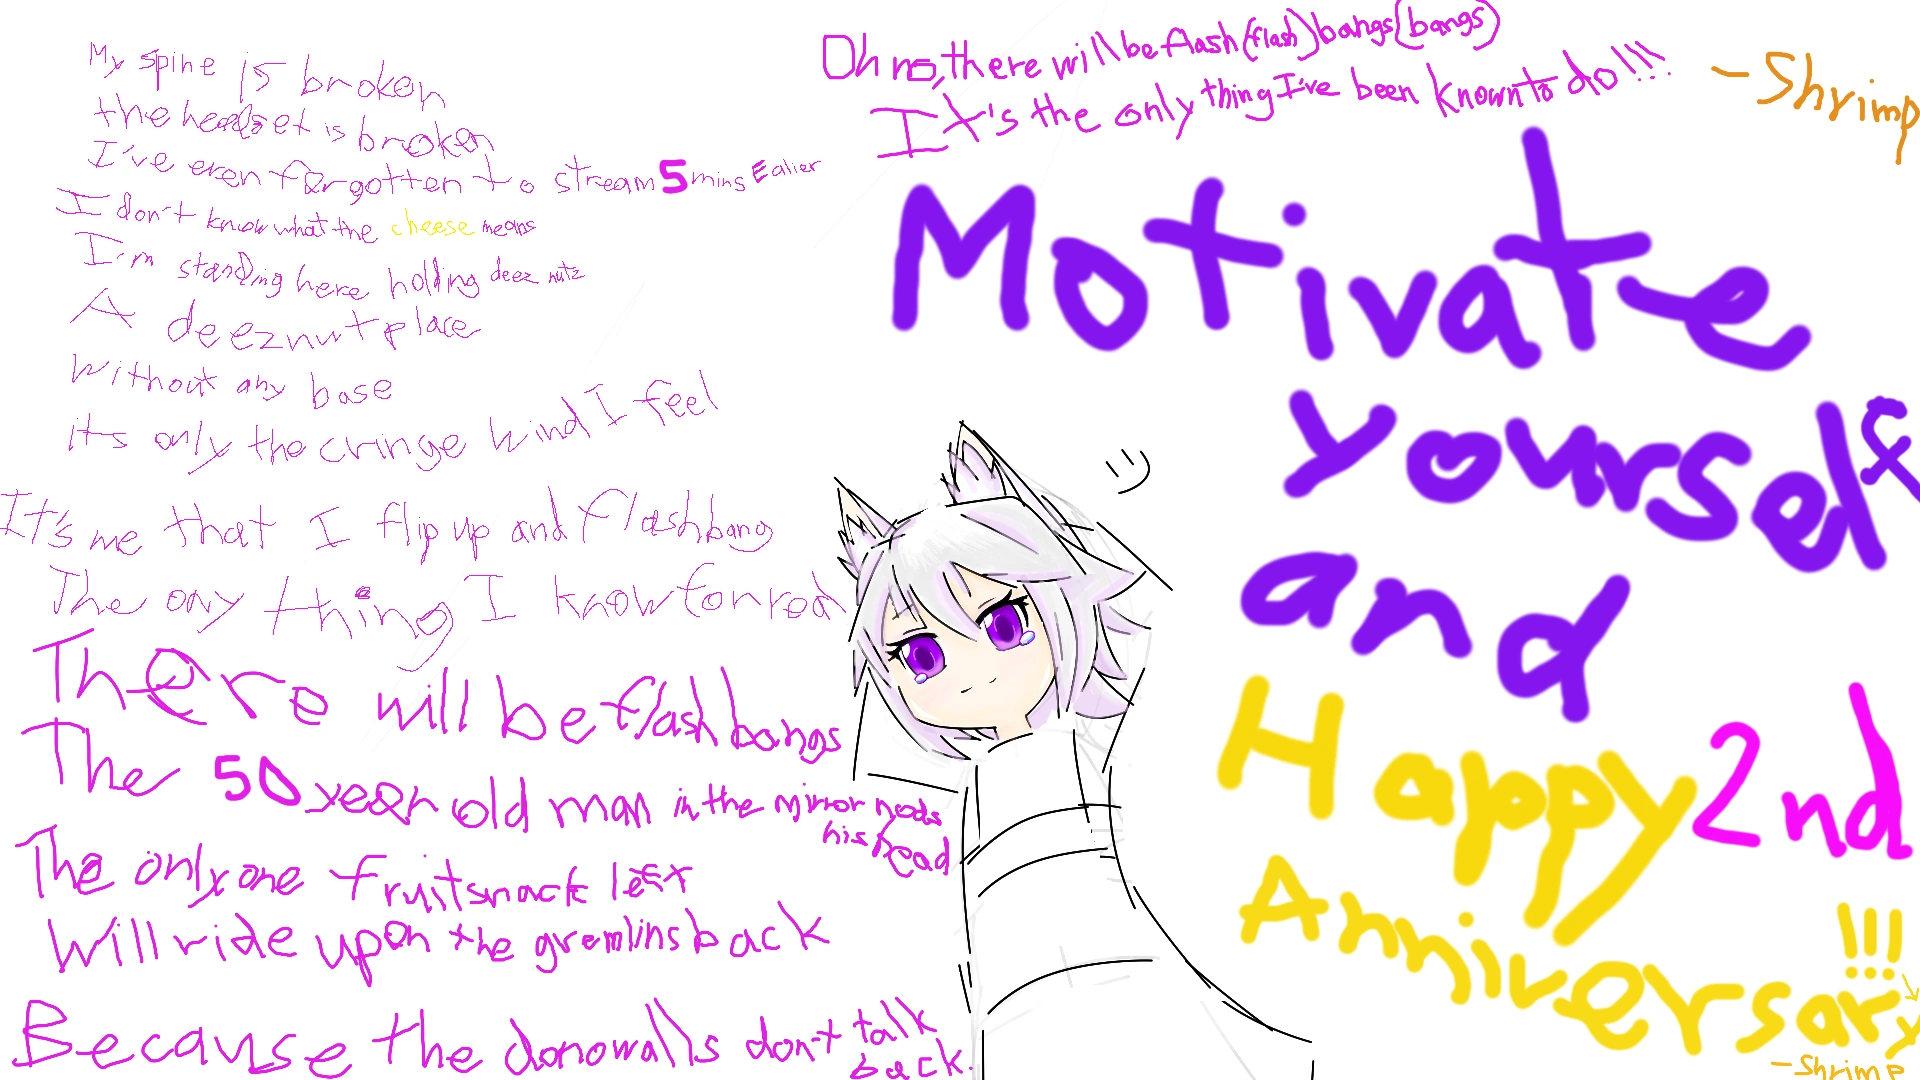 My spine is broken
the headset is broken
I've even forgotten to stream 5 mins Ealier
I don't know what the cheese means
I'm standing here holding deez nutz
A deeznut place
without any base
its only the cringe wind I feel
It's me that I flip up and flashbang
The ony thing I know
There will be flash bangs
The 50 year old man in the mirror nods
his head
The only one fruitsnack left
Will ride upon the gremlins back
Because the donowalls don't talk
back.
Oh no, there will be flash (flash) bangs (bangs)
It's the only thing I've been known to do!!!
-Shrimp
Motivate
yourself
and
Happy 2nd
Anniversary!!!
-Shrimp